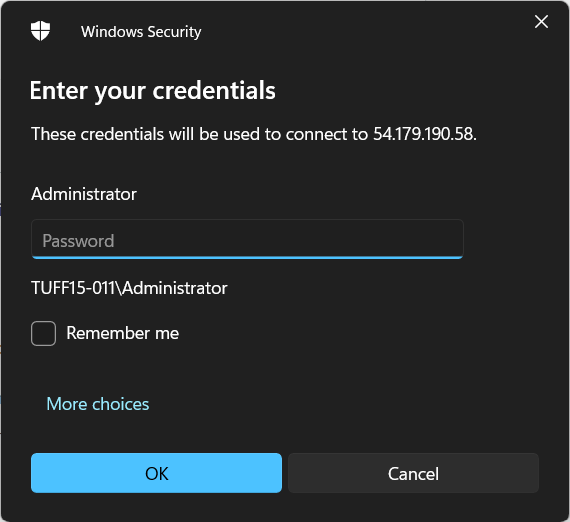 Windows Security
Enter your credentials
These credentials will be used to connect to 54.179.190.58.
Administrator
Password
TUFF15-011\Administrator
Remember me
More choices
OK
Cancel